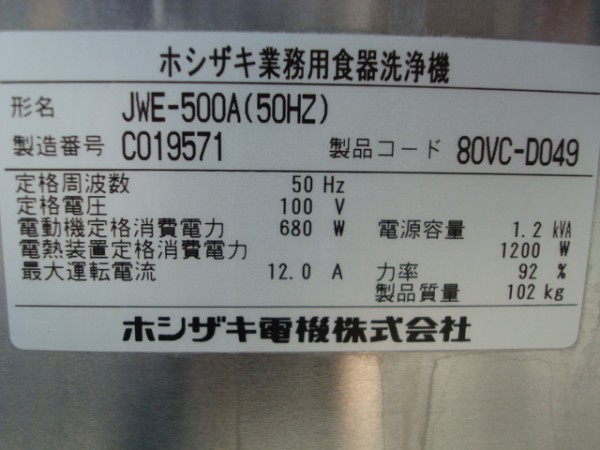 ホシザキ業務用食器洗浄機
形名 JWE-500A(50HZ)
製造番号 C019571 製品コード 80VC-D049
定格周波数 50 Hz
定格電圧 100 V
電動機定格消費電力 680 W 電源容量 1.2 kVA
電熱装置定格消費電力 1200 W
最大運転電流 12.0 A 力率 92 %
製品質量 102 kg
ホシザキ電機株式会社